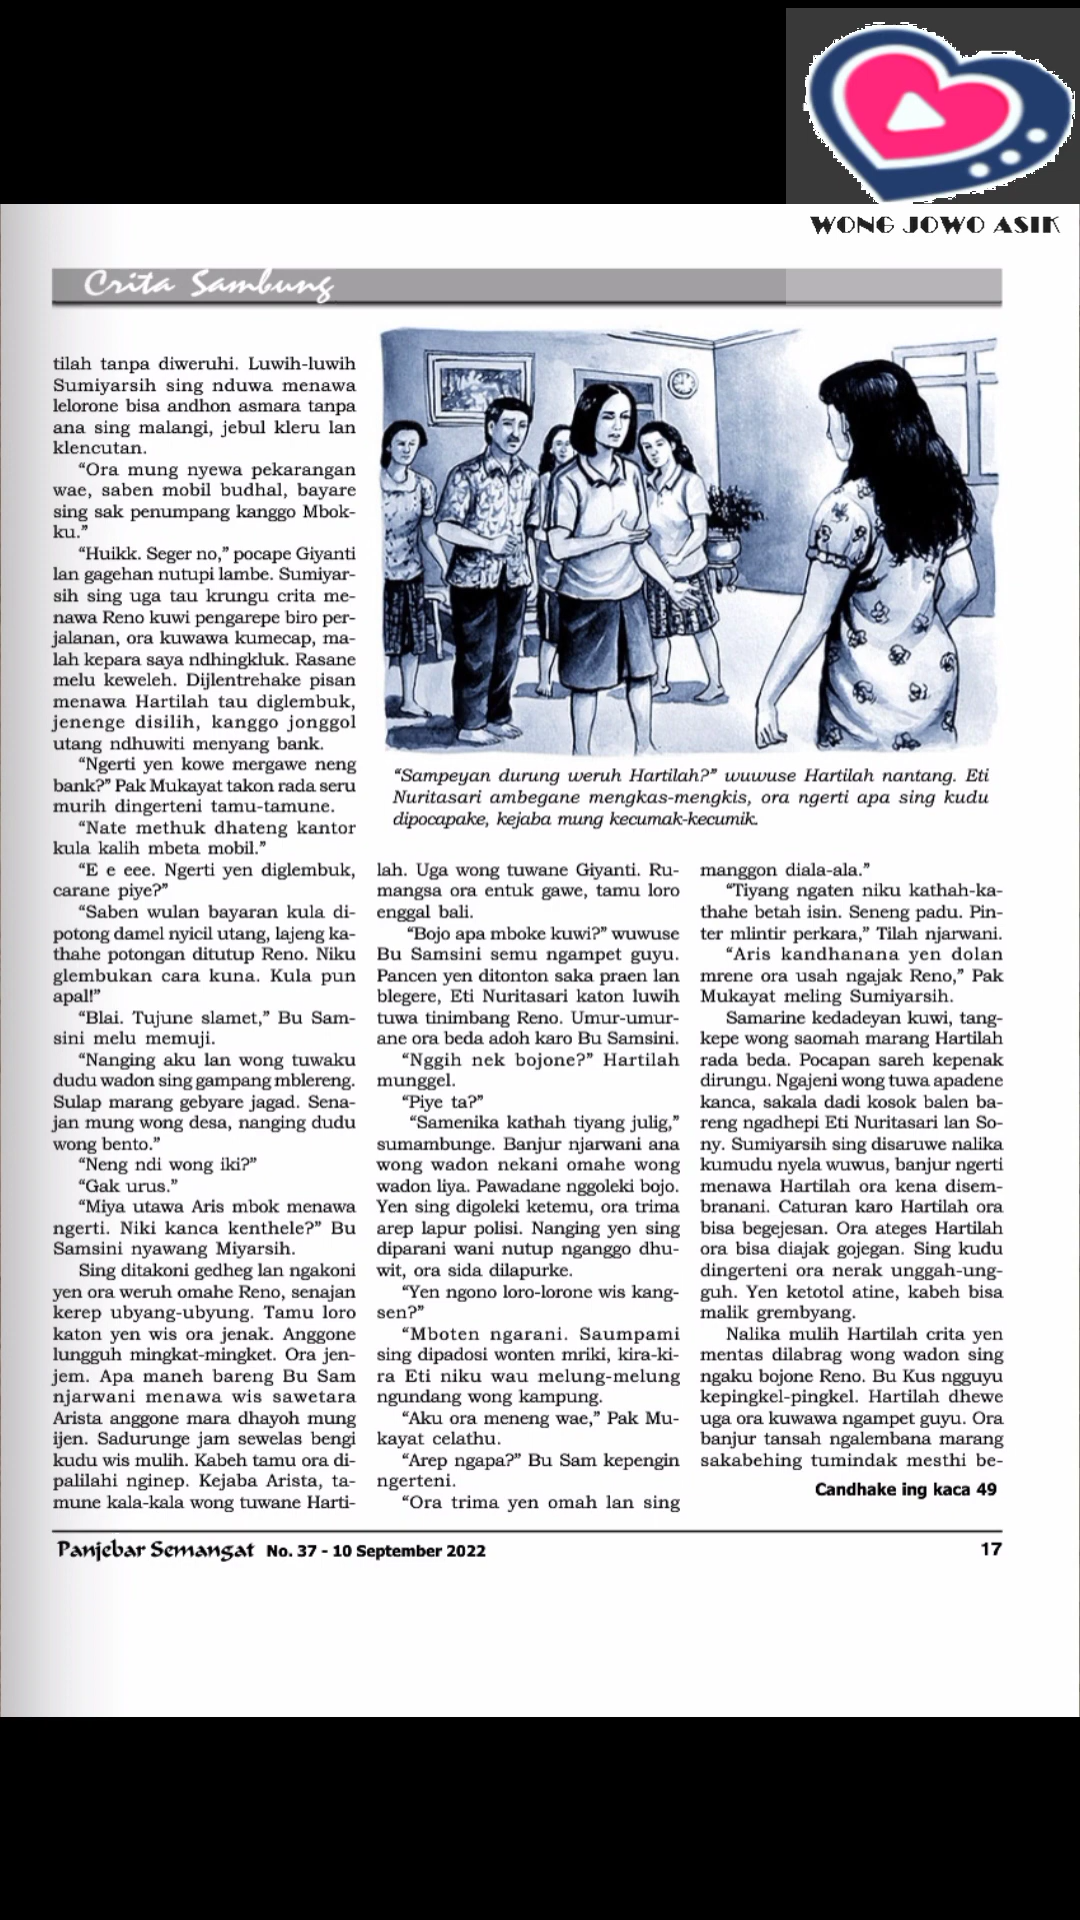 WONG JOWO ASIK
Crita Sambung
tilah tanpa diweruhi. Luwih-luwih
Sumiyarsih sing nduwa menawa
lelorone bisa andhon asmara tanpa
ana sing malangi, jebul kleru lan
klencutan.
“Ora mung nyewa pekarangan
wae, saben mobil budhal, bayare
sing sak penumpang kanggo Mbok-
ku.”
“Huikk. Seger no,” pocape Giyanti
lan gagehan nutupi lambe. Sumiyar-
sih sing uga tau krungu crita me-
nawa Reno kuwi pengarepe biro per-
jalanan, ora kuwawa kumecap, ma-
lah kepara saya ndhingkluk. Rasane
melu keweleh. Dijlentrehake pisan
menawa Hartilah tau diglembuk,
jenenge disilih, kanggo jonggol
utang ndhuwiti menyang bank.
“Ngerti yen kowe mergawe neng
bank?” Pak Mukayat takon rada seru
murih dingerteni tamu-tamune.
“Nate methuk dhateng kantor
kula kalih mbeta mobil.”
“E e eee. Ngerti yen diglembuk,
carane piye?”
“Saben wulan bayaran kula di-
potong damel nyicil utang, lajeng ka-
thahe potongan ditutup Reno. Niku
glembukan cara kuna. Kula pun
apal!”
“Blai. Tujune slamet,” Bu Sam-
sini melu memuji.
“Nanging aku lan wong tuwaku
dudu wadon sing gampang mblereng.
Sulap marang gebyare jagad. Sena-
jan mung wong desa, nanging dudu
wong bento.”
“Neng ndi wong iki?”
“Gak urus.”
“Miya utawa Aris mbok menawa
ngerti. Niki kanca kenthele?” Bu
Samsini nyawang Miyarsih.
Sing ditakoni gedheg lan ngakoni
yen ora weruh omahe Reno, senajan
kerep ubyang-ubyung. Tamu loro
katon yen wis ora jenak. Anggone
lungguh mingkat-mingket. Ora jen-
jem. Apa maneh bareng Bu Sam
njarwani menawa wis sawetara
Arista anggone mara dhayoh mung
ijen. Sadurunge jam sewelas bengi
kudu wis mulih. Kabeh tamu ora di-
palilahi nginep. Kejaba Arista, ta-
mune kala-kala wong tuwane Harti-
“Sampeyan durung weruh Hartilah?” wuwuse Hartilah nantang. Eti
Nuritasari ambegane mengkas-mengkis, ora ngerti apa sing kudu
dipocapake, kejaba mung kecumak-kecumik.
lah. Uga wong tuwane Giyanti. Ru-
mangsa ora entuk gawe, tamu loro
enggal bali.
“Bojo apa mboke kuwi?” wuwuse
Bu Samsini semu ngampet guyu.
Pancen yen ditonton saka praen lan
blegere, Eti Nuritasari katon luwih
tuwa tinimbang Reno. Umur-umur-
ane ora beda adoh karo Bu Samsini.
“Nggih nek bojone?” Hartilah
munggel.
“Piye ta?”
“Samenika kathah tiyang julig,”
sumambunge. Banjur njarwani ana
wong wadon nekani omahe wong
wadon liya. Pawadane nggoleki bojo.
Yen sing digoleki ketemu, ora trima
arep lapur polisi. Nanging yen sing
diparani wani nutup nganggo dhu-
wit, ora sida dilapurke.
“Yen ngono loro-lorone wis kang-
sen?”
“Mboten ngarani. Saumpami
sing dipadosi wonten mriki, kira-ki-
ra Eti niku wau melung-melung
ngundang wong kampung.
“Aku ora meneng wae,” Pak Mu-
kayat celathu.
“Arep ngapa?” Bu Sam kepengin
ngerteni.
“Ora trima yen omah lan sing
manggon diala-ala.”
“Tiyang ngaten niku kathah-ka-
thahe betah isin. Seneng padu. Pin-
ter mlintir perkara,” Tilah njarwani.
“Aris kandhanana yen dolan
mrene ora usah ngajak Reno,” Pak
Mukayat meling Sumiyarsih.
Samarine kedadeyan kuwi, tang-
kepe wong saomah marang Hartilah
rada beda. Pocapan sareh kepenak
dirungu. Ngajeni wong tuwa apadene
kanca, sakala dadi kosok balen ba-
reng ngadhepi Eti Nuritasari lan So-
ny. Sumiyarsih sing disaruwe nalika
kumudu nyela wuwus, banjur ngerti
menawa Hartilah ora kena disem-
branani. Caturan karo Hartilah ora
bisa begejesan. Ora ateges Hartilah
ora bisa diajak gojegan. Sing kudu
dingerteni ora nerak unggah-ung-
guh. Yen ketotol atine, kabeh bisa
malik grembyang.
Nalika mulih Hartilah crita yen
mentas dilabrag wong wadon sing
ngaku bojone Reno. Bu Kus ngguyu
kepingkel-pingkel. Hartilah dhewe
uga ora kuwawa ngampet guyu. Ora
banjur tansah ngalembana marang
sakabehing tumindak mesthi be-
Candhake ing kaca 49
Panjebar Semangat No. 37 - 10 September 2022
17